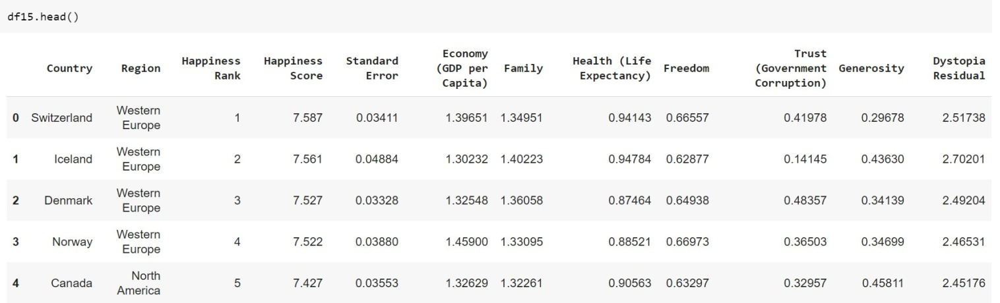 df15.head()
Country Region Happiness Rank Happiness Score Standard Error Economy (GDP per Capita) Family Health (Life Expectancy) Freedom Trust (Government Corruption) Generosity Dystopia Residual
0 Switzerland Western Europe 1 7.587 0.03411 1.39651 1.34951 0.94143 0.66557 0.41978 0.29678 2.51738
1 Iceland Western Europe 2 7.561 0.04884 1.30232 1.40223 0.94784 0.62877 0.14145 0.43630 2.70201
2 Denmark Western Europe 3 7.527 0.03328 1.32548 1.36058 0.87464 0.64938 0.48357 0.34139 2.49204
3 Norway Western Europe 4 7.522 0.03880 1.45900 1.33095 0.88521 0.66973 0.36503 0.34699 2.46531
4 Canada North America 5 7.427 0.03553 1.32629 1.32261 0.90563 0.63297 0.32957 0.45811 2.45176